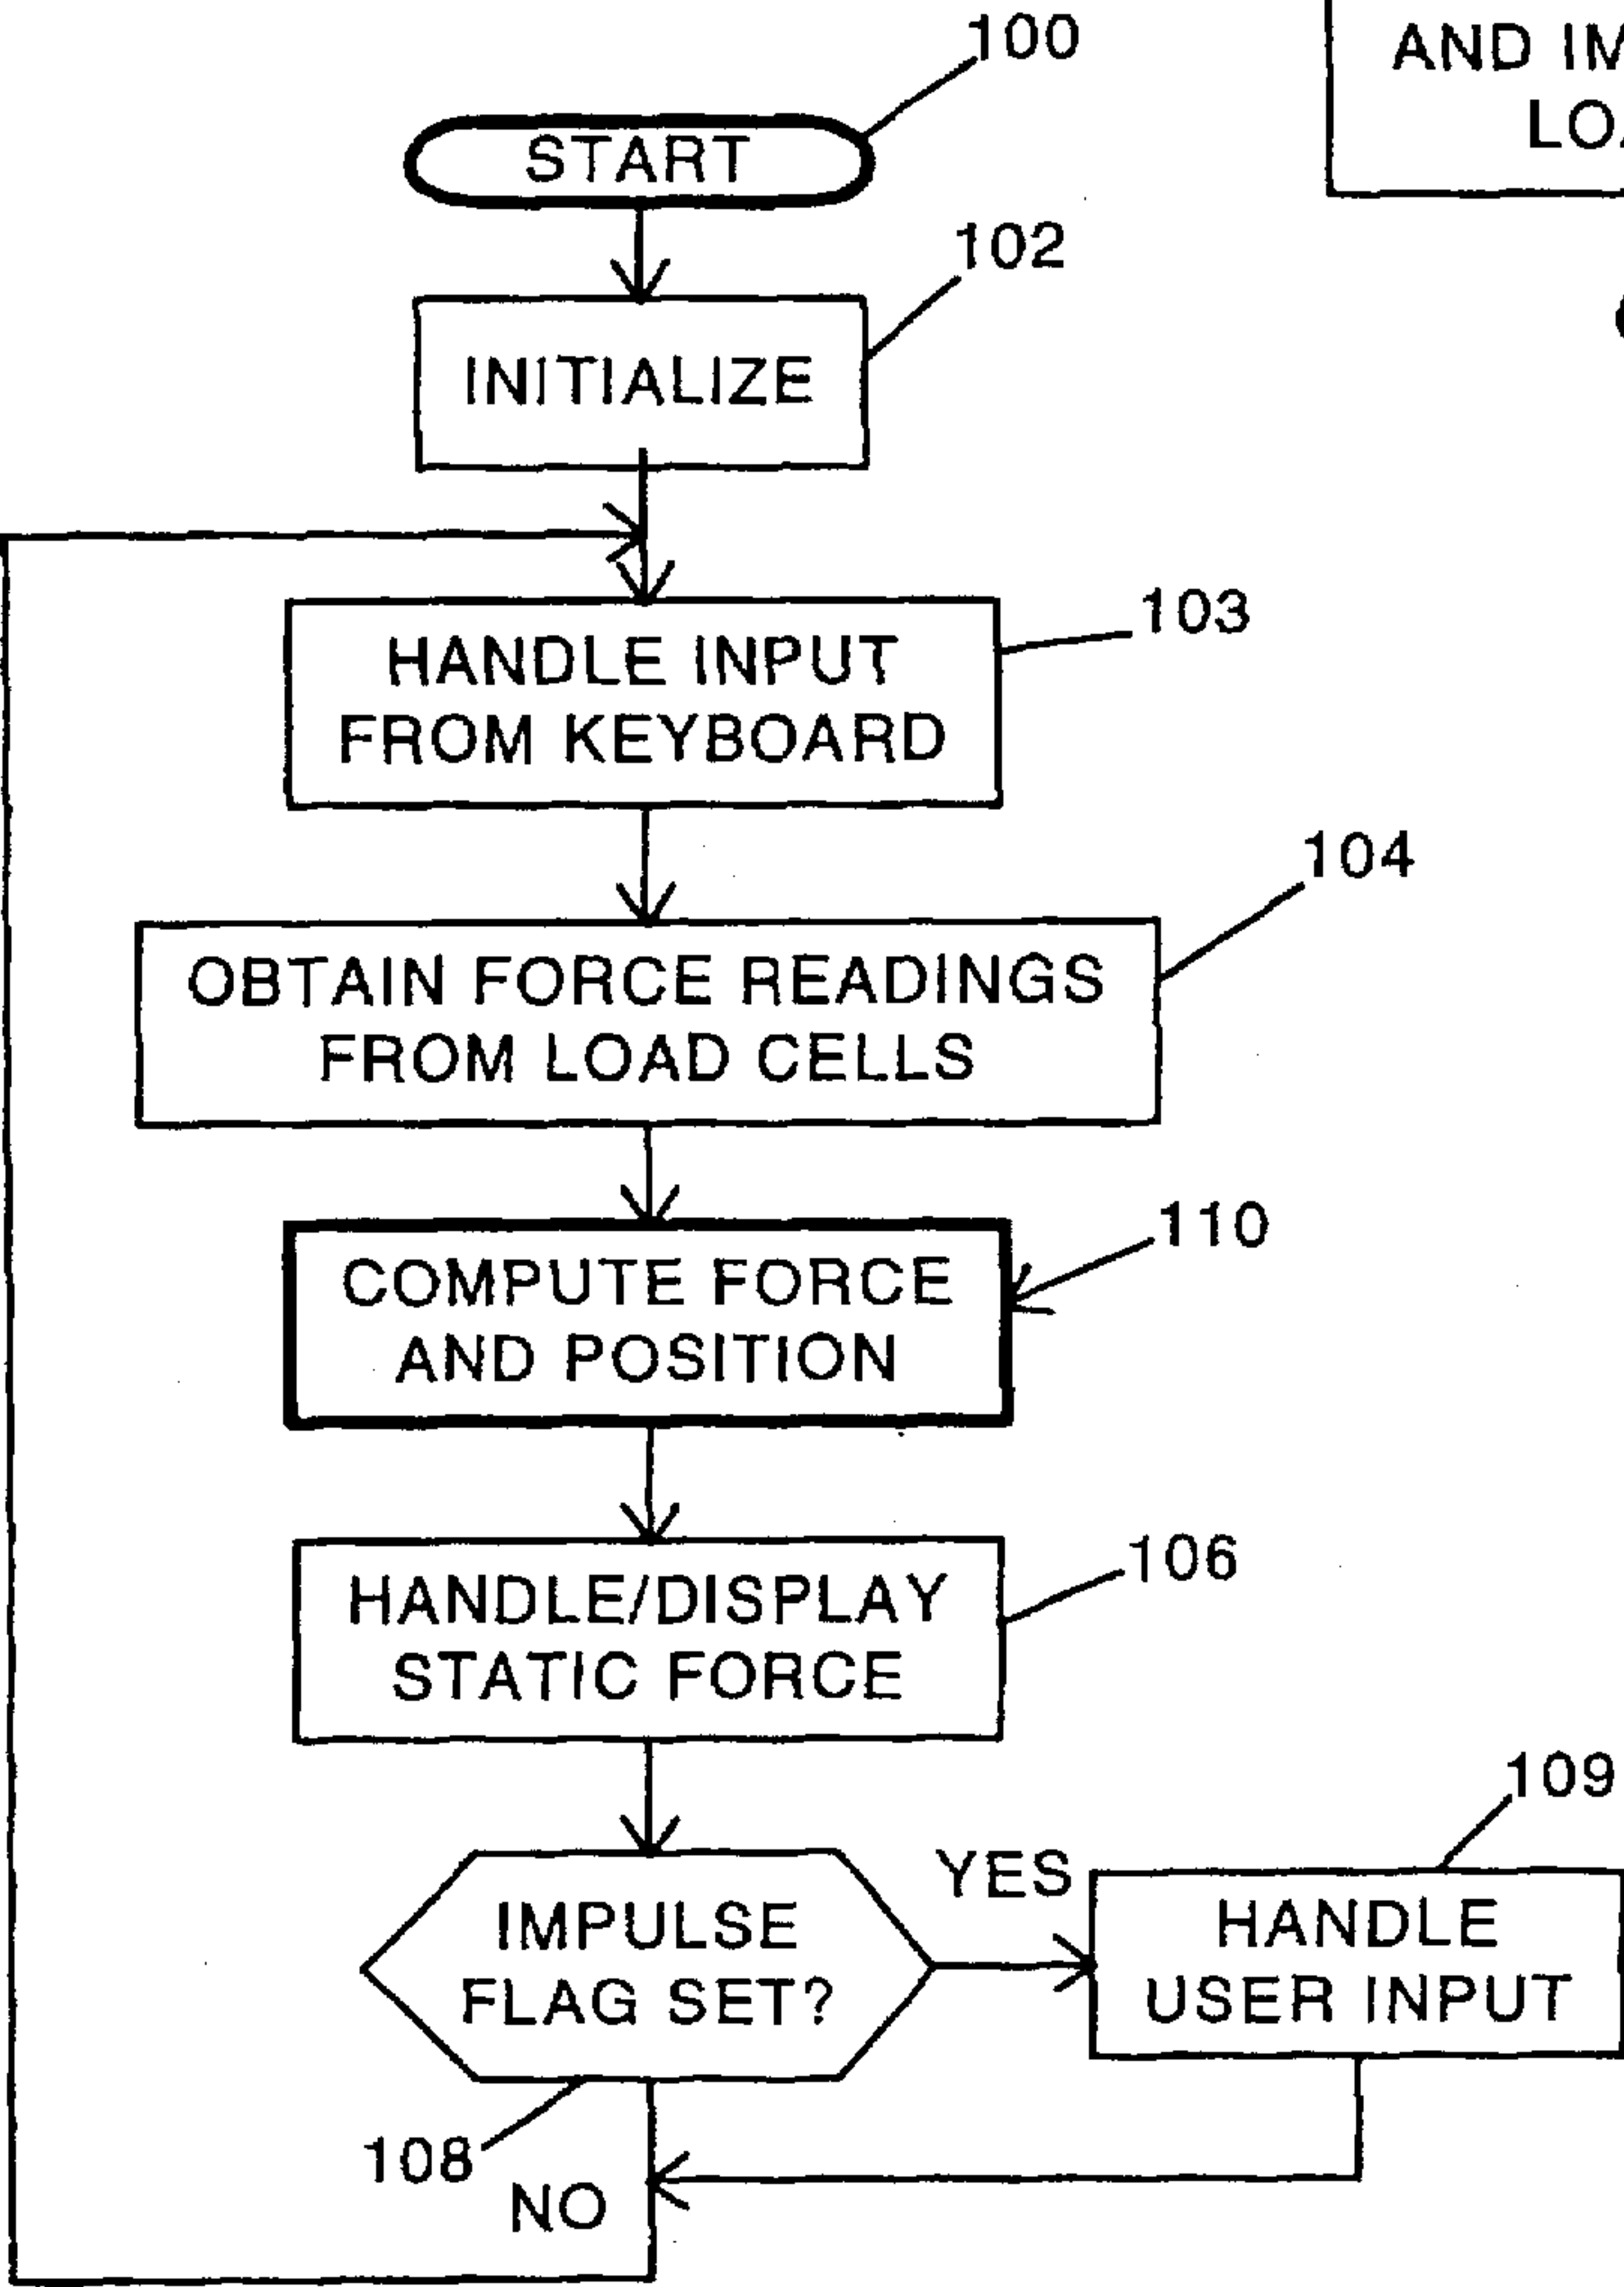 100
START
102
INITIALIZE
103
HANDLE INPUT
FROM KEYBOARD
104
OBTAIN FORCE READINGS
FROM LOAD CELLS
110
COMPUTE FORCE
AND POSITION
106
HANDLE/DISPLAY
STATIC FORCE
IMPULSE
FLAG SET?
108
YES
109
HANDLE
USER INPUT
NO
AND